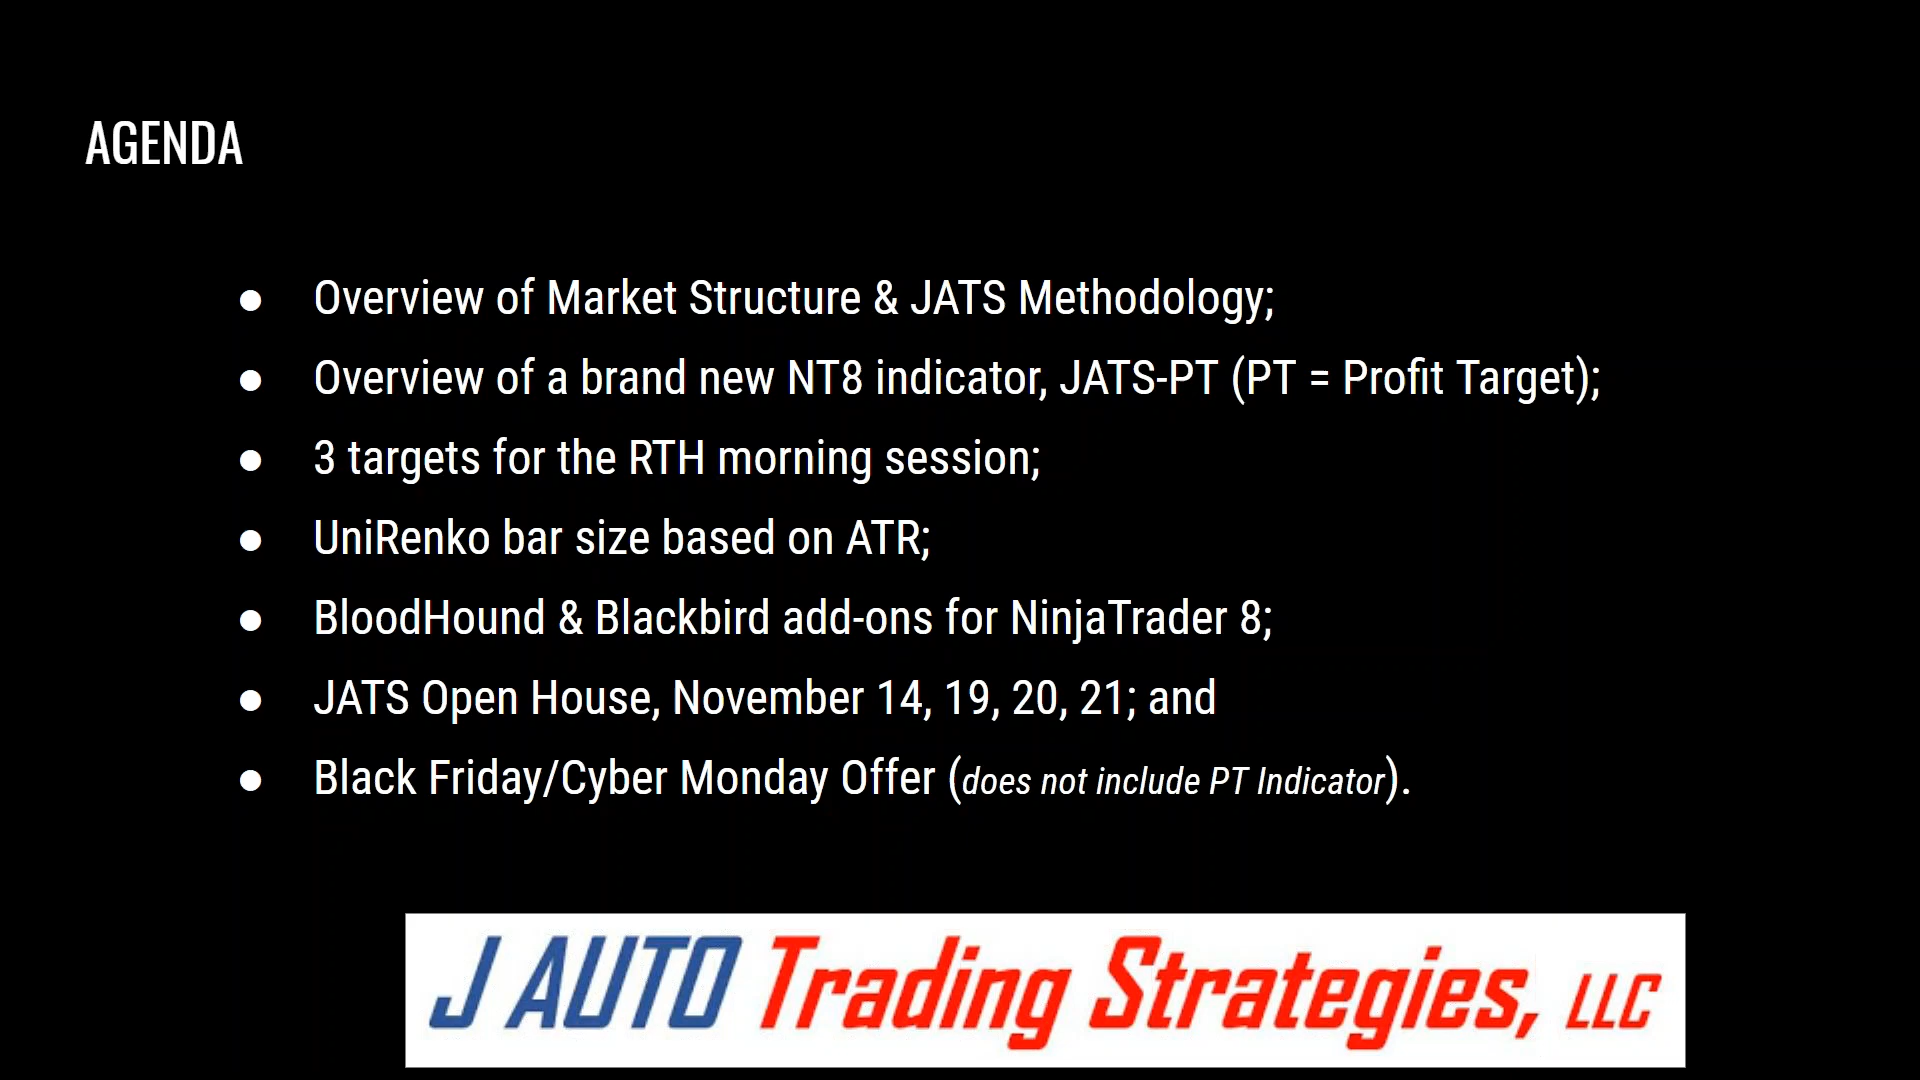 AGENDA
● Overview of Market Structure & JATS Methodology;
● Overview of a brand new NT8 indicator, JATS-PT (PT = Profit Target);
● 3 targets for the RTH morning session;
● UniRenko bar size based on ATR;
● BloodHound & Blackbird add-ons for NinjaTrader 8;
● JATS Open House, November 14, 19, 20, 21; and
● Black Friday/Cyber Monday Offer (does not include PT Indicator).
J AUTO Trading Strategies, LLC